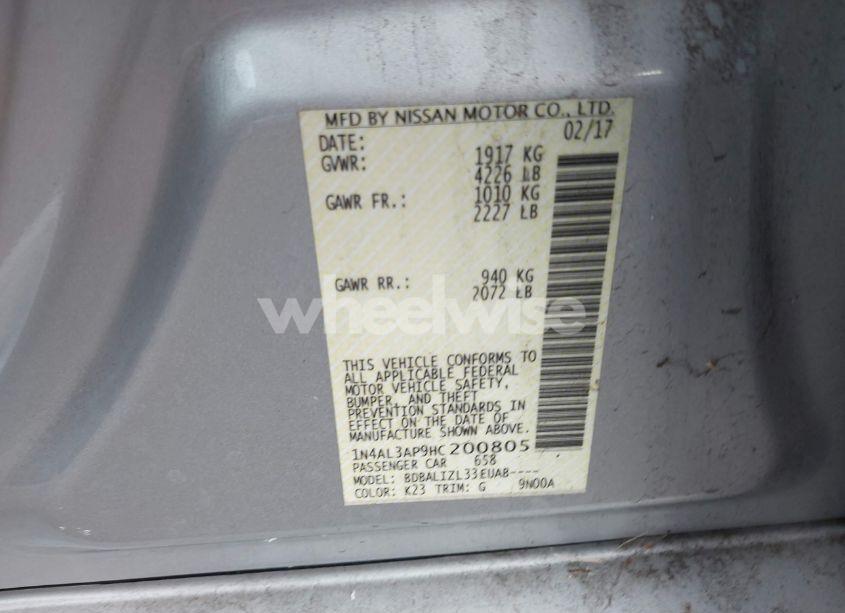 MFD BY NISSAN MOTOR CO., LTD.
DATE: 02/17
GVWR: 1917 KG
4226 LB
GAWR FR.: 1010 KG
2227 LB
GAWR RR.: 940 KG
2072 LB
wheelwise
THIS VEHICLE CONFORMS TO
ALL APPLICABLE FEDERAL
MOTOR VEHICLE SAFETY,
BUMPER, AND THEFT
PREVENTION STANDARDS IN
EFFECT ON THE DATE OF
MANUFACTURE SHOWN ABOVE.
1N4AL3AP9HC200805
PASSENGER CAR 658
MODEL: BDBALIZL33EUAB----
COLOR: K23 TRIM: G 9N00A